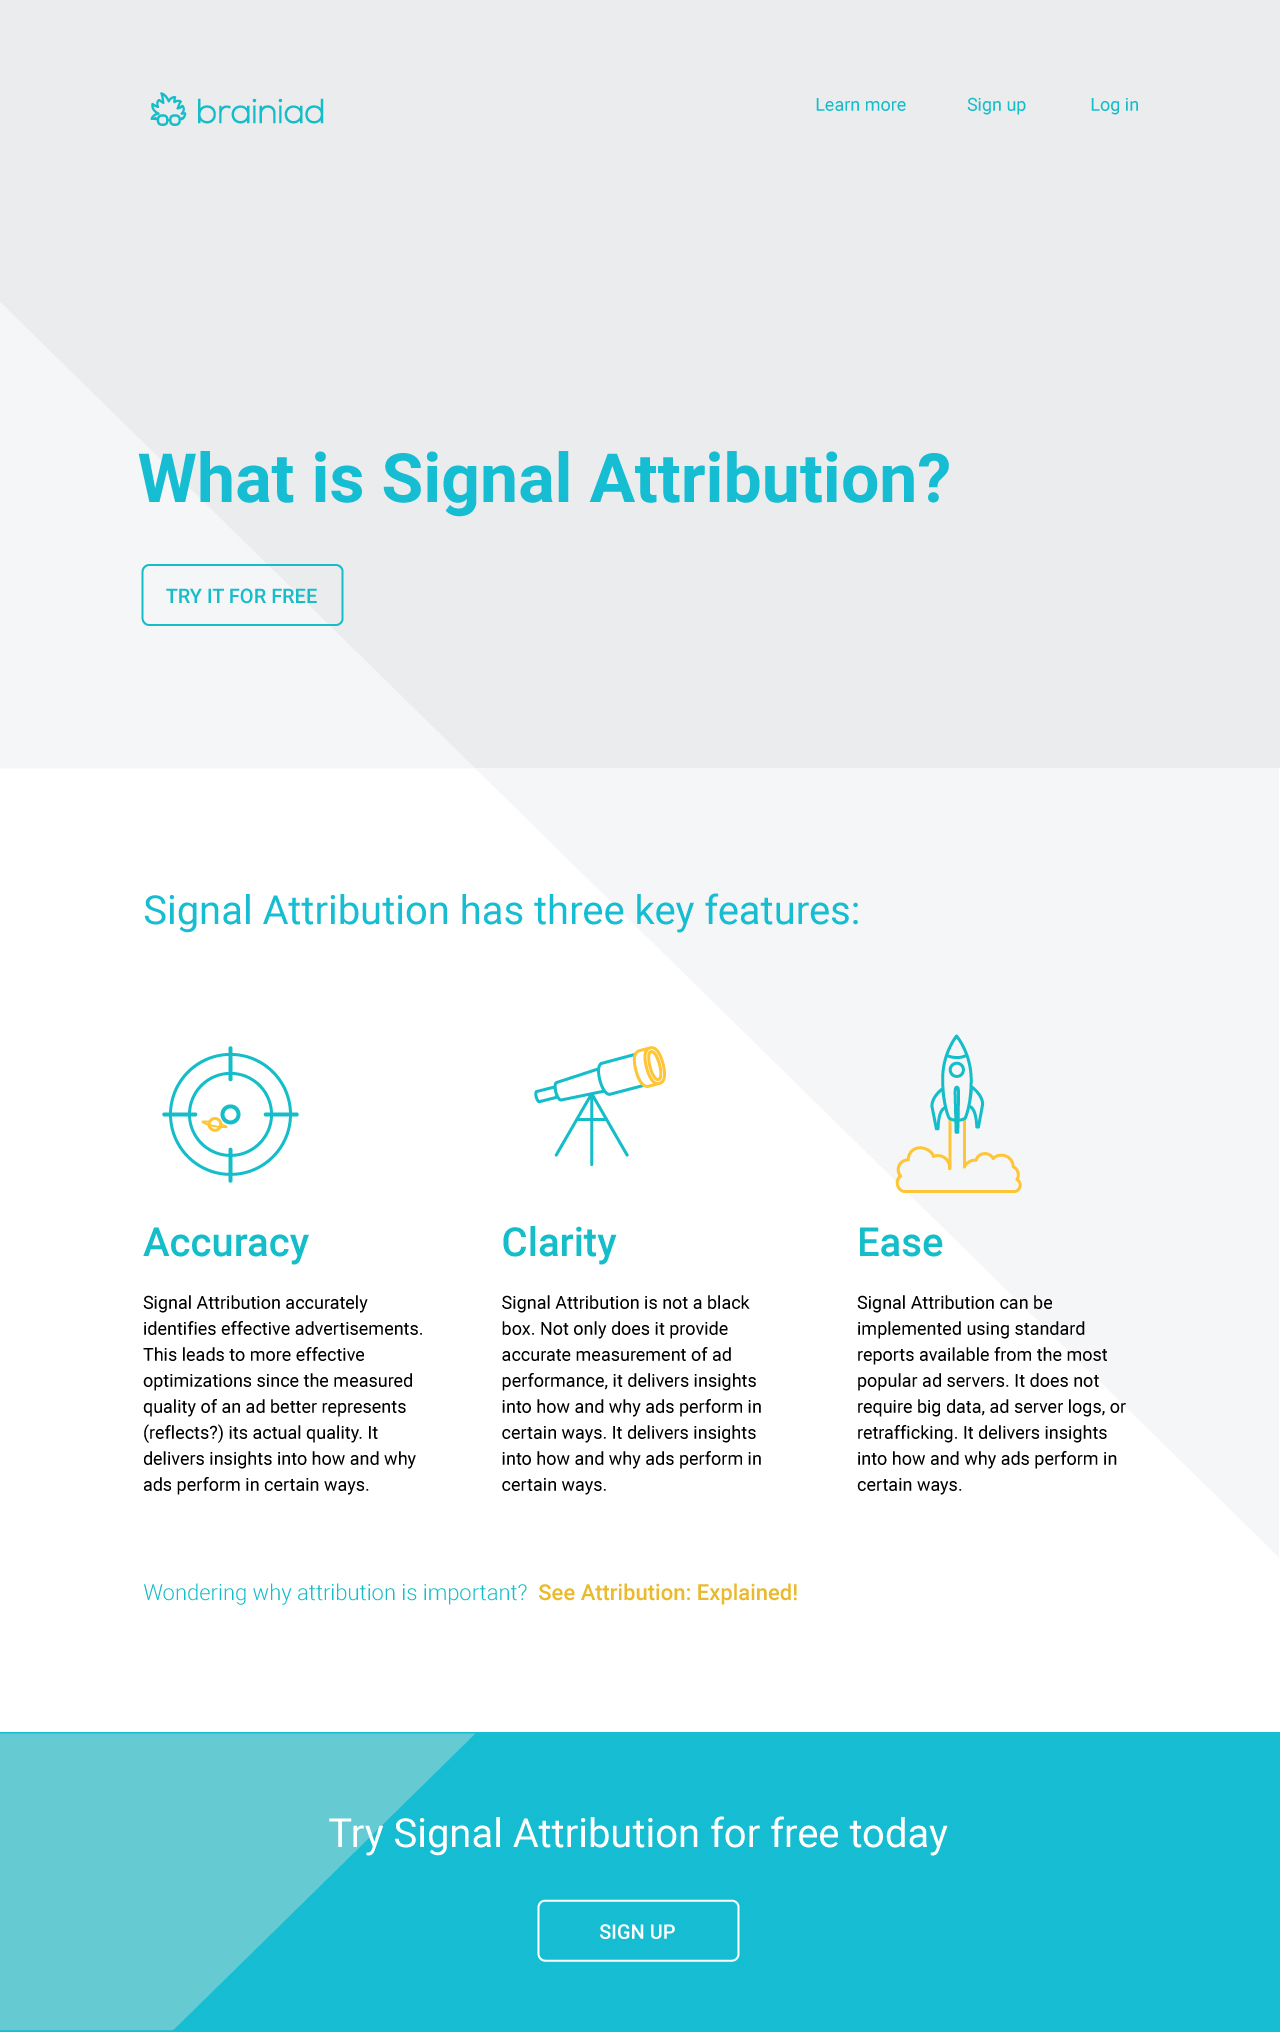 brainiad
Learn more
Sign up
Log in
What is Signal Attribution?
TRY IT FOR FREE
Signal Attribution has three key features:
Accuracy
Signal Attribution accurately
identifies effective advertisements.
This leads to more effective
optimizations since the measured
quality of an ad better represents
(reflects?) its actual quality. It
delivers insights into how and why
ads perform in certain ways.
Clarity
Signal Attribution is not a black
box. Not only does it provide
accurate measurement of ad
performance, it delivers insights
into how and why ads perform in
certain ways. It delivers insights
into how and why ads perform in
certain ways.
Ease
Signal Attribution can be
implemented using standard
reports available from the most
popular ad servers. It does not
require big data, ad server logs, or
retrafficking. It delivers insights
into how and why ads perform in
certain ways.
Wondering why attribution is important? See Attribution: Explained!
Try Signal Attribution for free today
SIGN UP